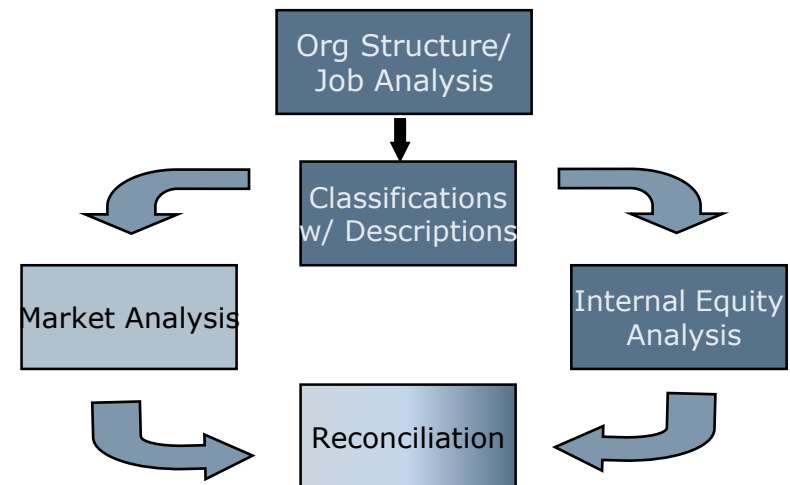 Org Structure/
Job Analysis
Classifications
w/ Descriptions
Market Analysis
Internal Equity
Analysis
Reconciliation